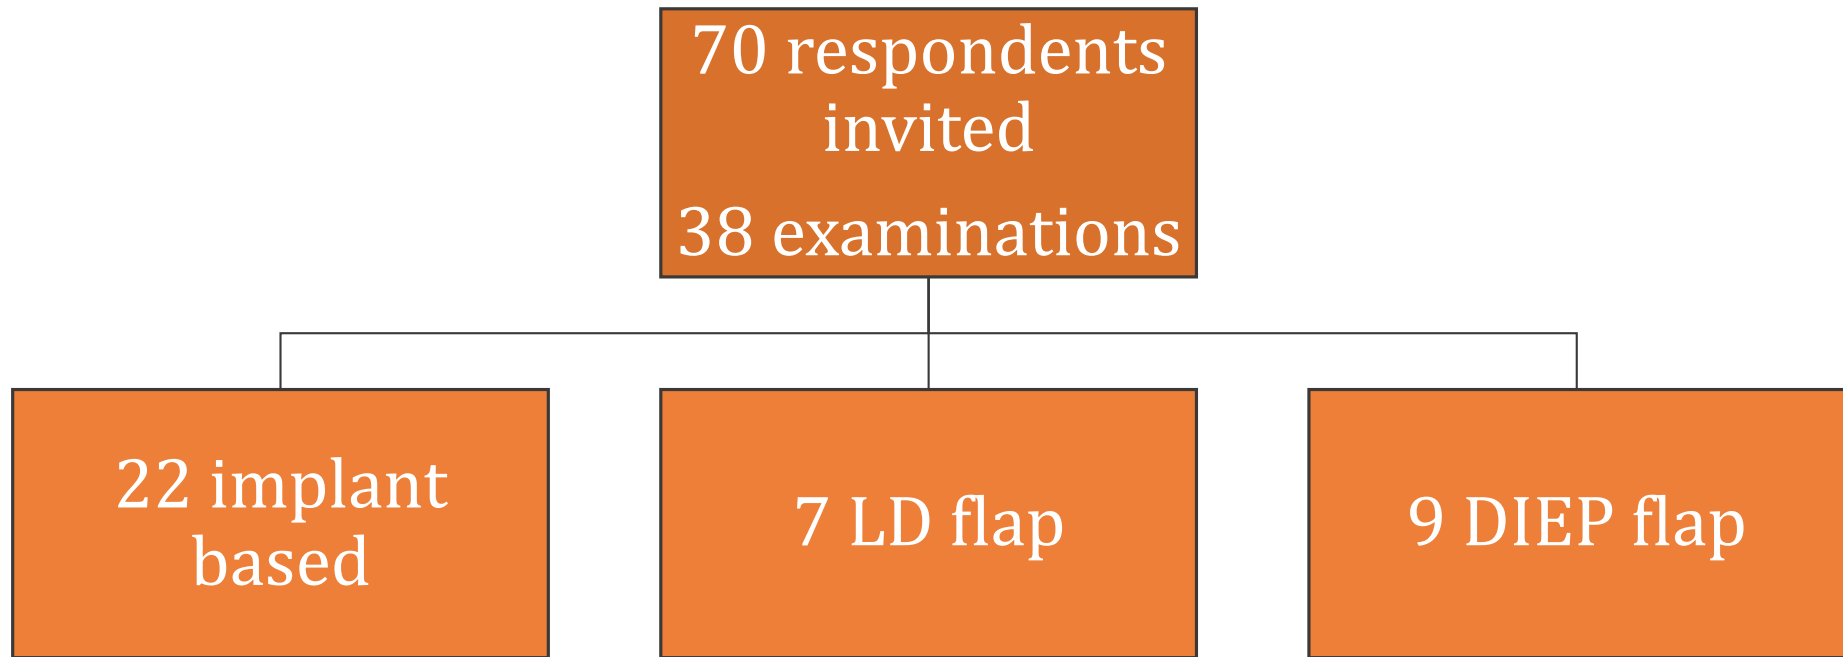 70 respondents
invited
38 examinations
22 implant
based
7 LD flap
9 DIEP flap